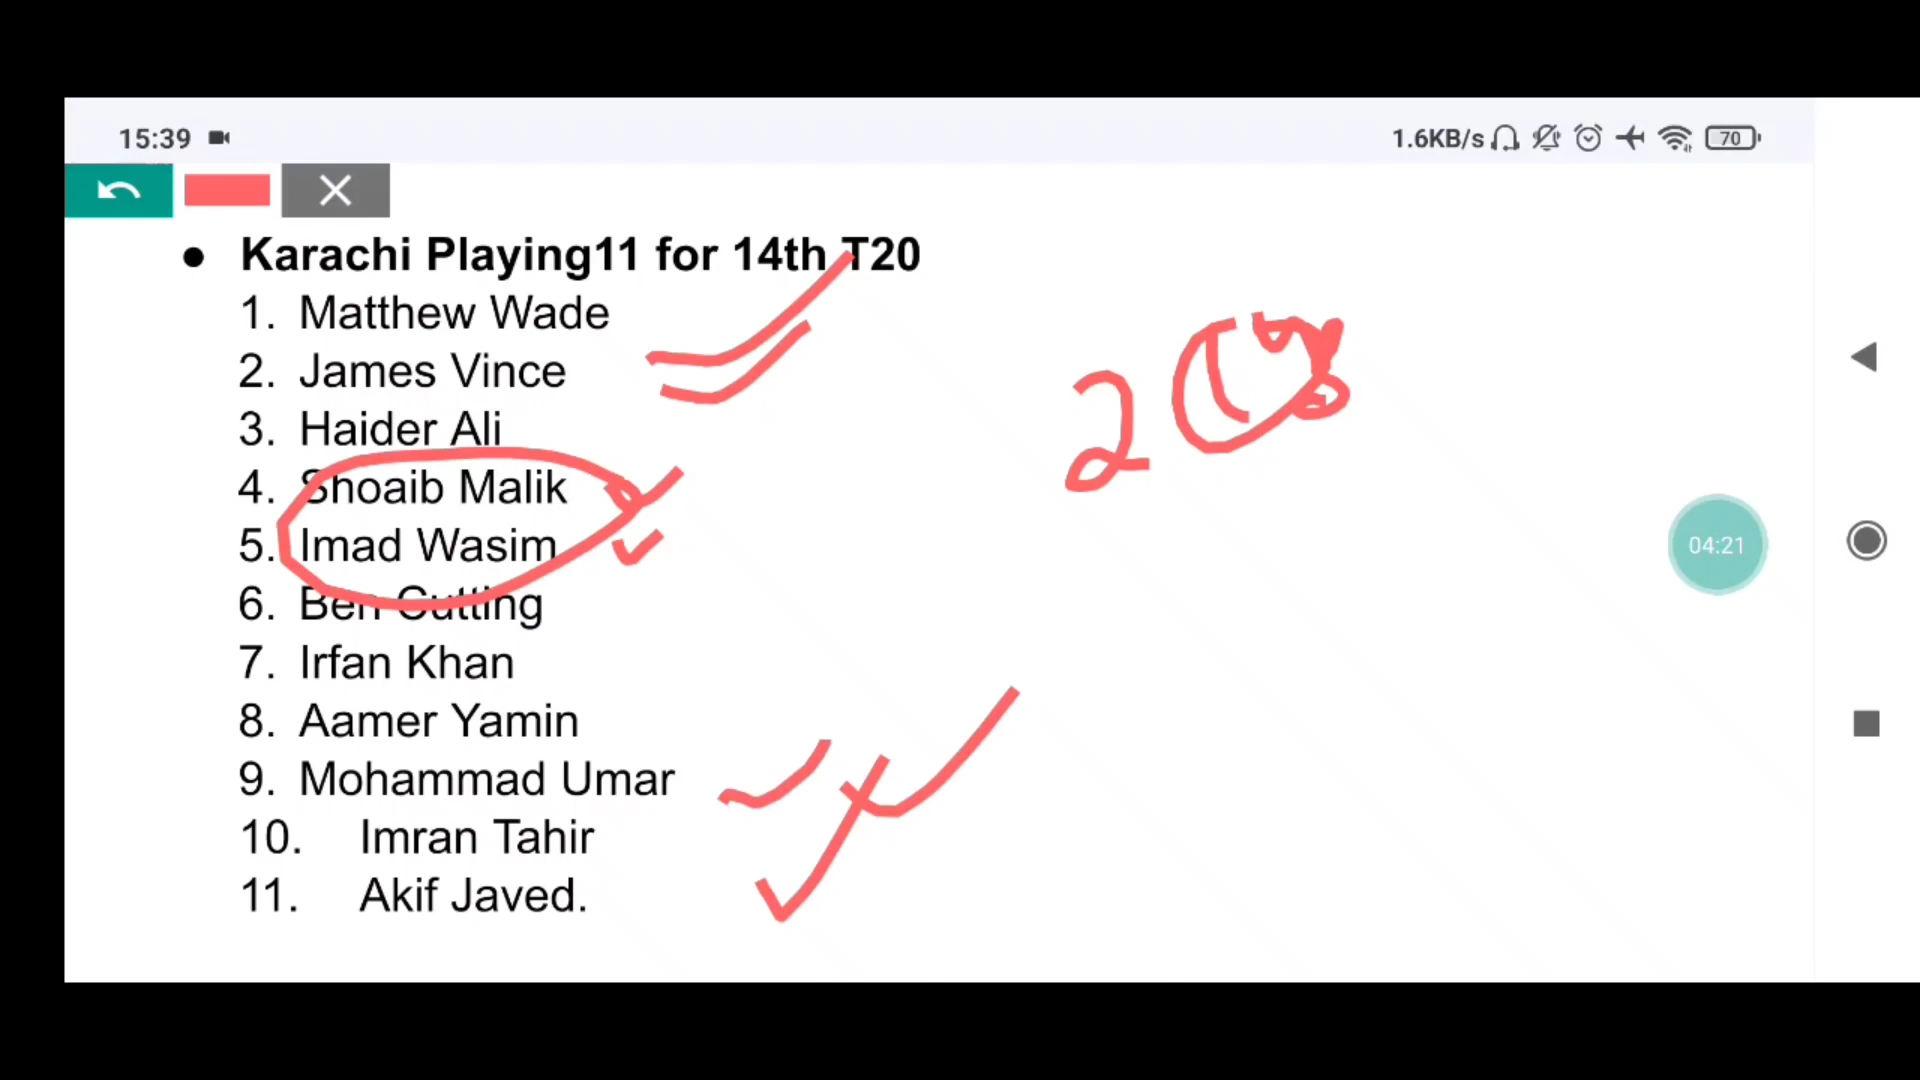 15:39 1.6KB/s 70
● Karachi Playing11 for 14th T20
1. Matthew Wade
2. James Vince
3. Haider Ali
4. Shoaib Malik
5. Imad Wasim
6. Ben Cutting
7. Irfan Khan
8. Aamer Yamin
9. Mohammad Umar
10. Imran Tahir
11. Akif Javed.
2
04:21